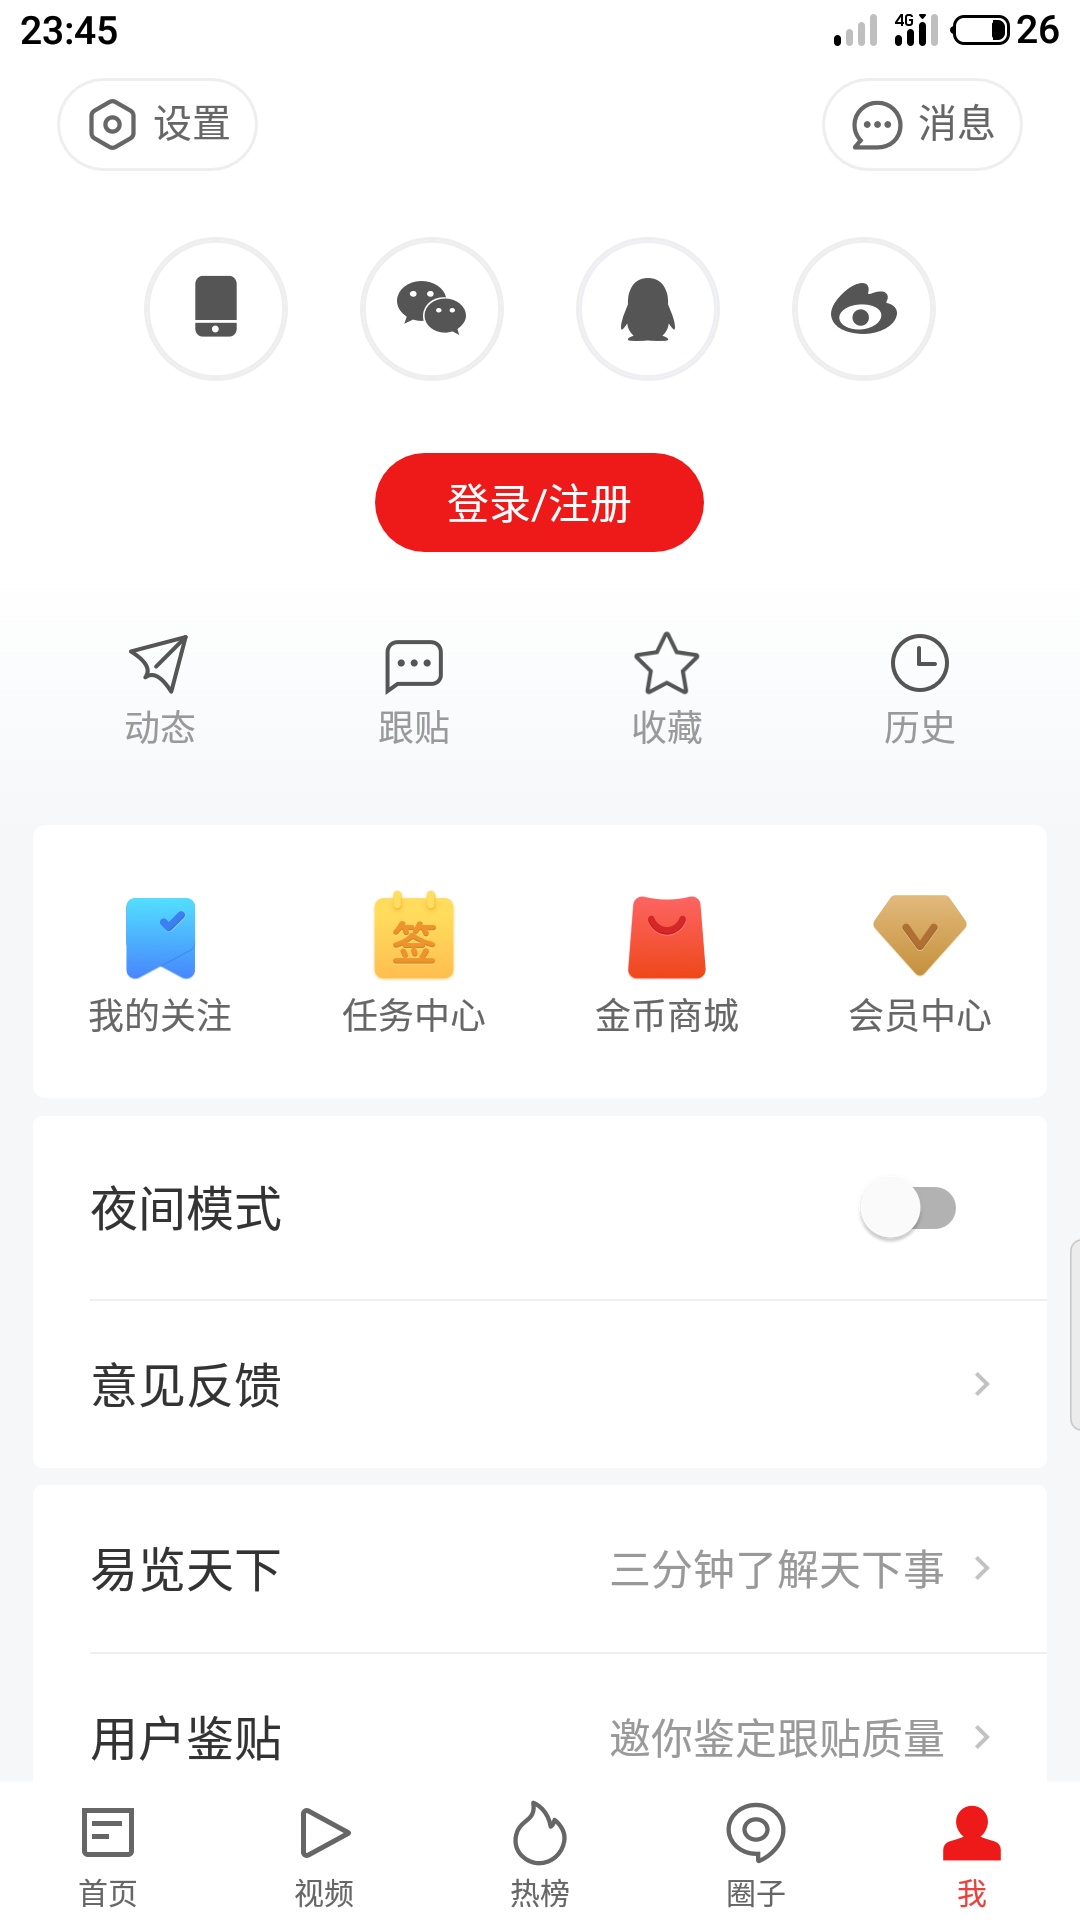 23:45
4G
26
设置
消息
登录/注册
动态
跟贴
收藏
历史
签
我的关注
任务中心
金币商城
会员中心
夜间模式
意见反馈
易览天下
三分钟了解天下事
用户鉴贴
邀你鉴定跟贴质量
首页
视频
热榜
圈子
我